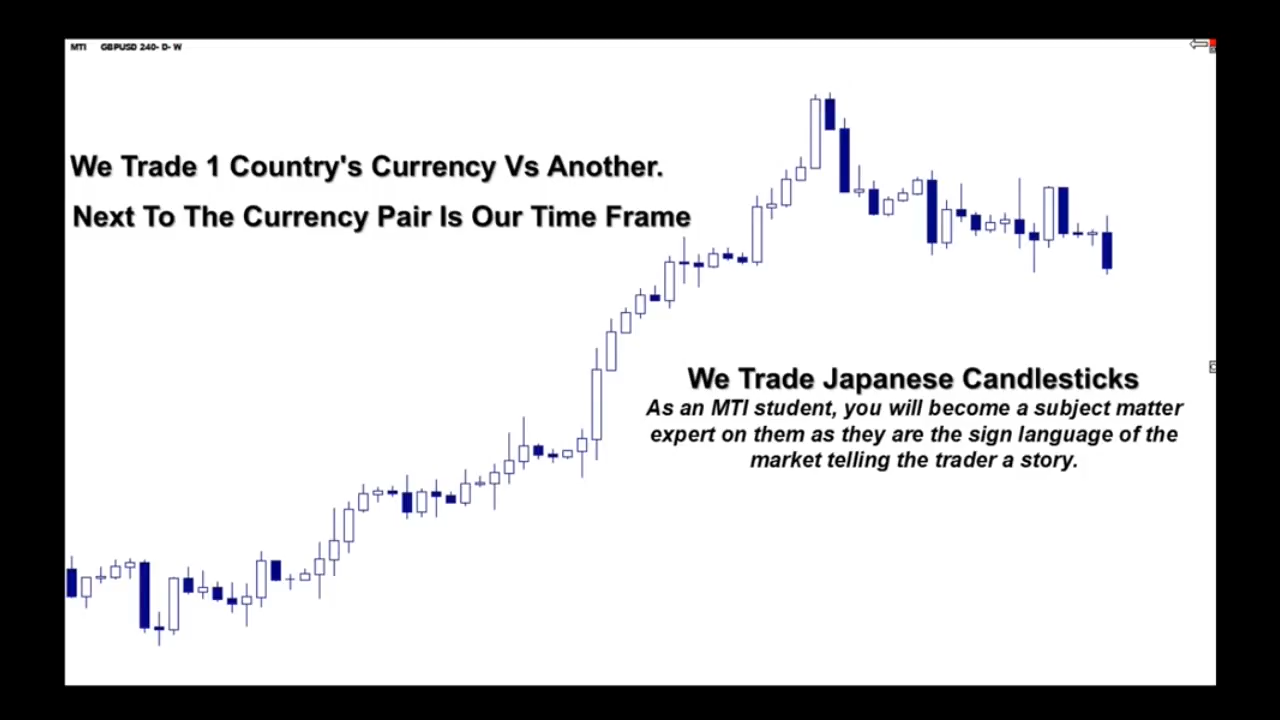 MTI GBPUSD 240- D- W
We Trade 1 Country's Currency Vs Another.
Next To The Currency Pair Is Our Time Frame
We Trade Japanese Candlesticks
As an MTI student, you will become a subject matter
expert on them as they are the sign language of the
market telling the trader a story.